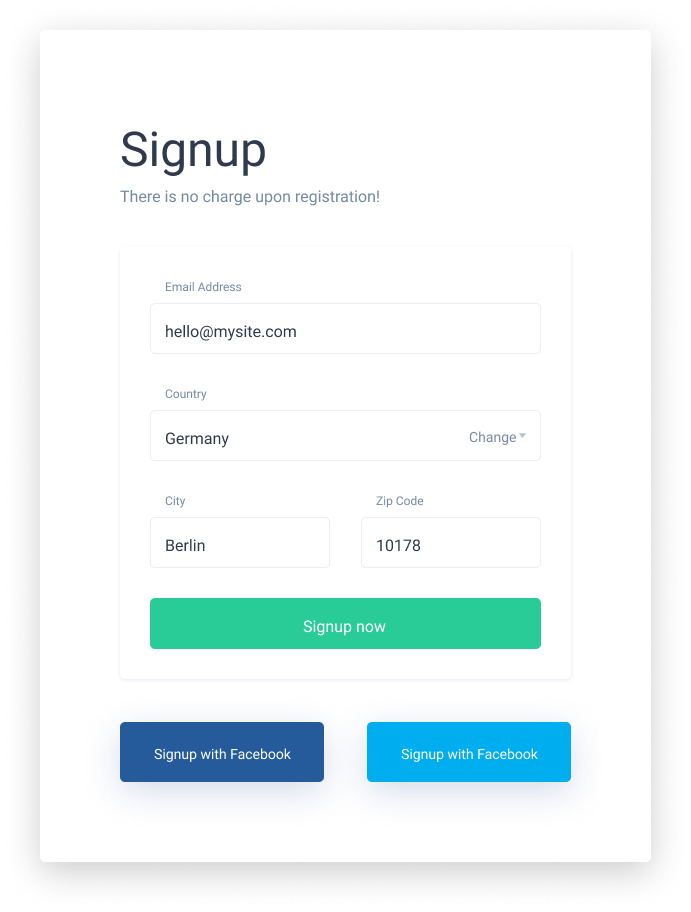 Signup
There is no charge upon registration!
Email Address
hello@mysite.com
Country
Germany Change
City Zip Code
Berlin 10178
Signup now
Signup with Facebook Signup with Facebook